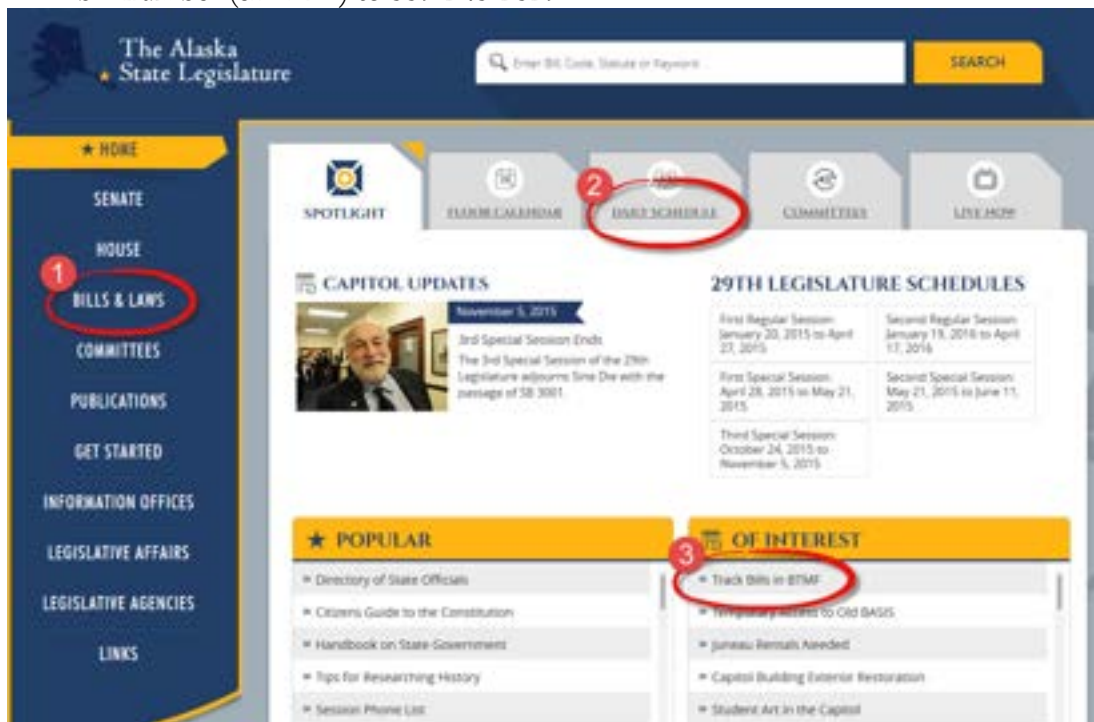 The Alaska
State Legislature
Enter Bill, Code, Statute or Keyword
SEARCH
HOME
SENATE
HOUSE
1
BILLS & LAWS
COMMITTEES
PUBLICATIONS
GET STARTED
INFORMATION OFFICES
LEGISLATIVE AFFAIRS
LEGISLATIVE AGENCIES
LINKS
SPOTLIGHT
FLOOR CALENDAR
2
DAILY SCHEDULE
COMMITTEES
LIVE NOW
CAPITOL UPDATES
November 5, 2015
3rd Special Session Ends
The 3rd Special Session of the 29th
Legislature adjourns Sine Die with the
passage of SB 3001.
29TH LEGISLATURE SCHEDULES
First Regular Session:
January 20, 2015 to April
27, 2015
Second Regular Session:
January 19, 2016 to April
17, 2016
First Special Session:
April 28, 2015 to May 21,
2015
Second Special Session:
May 21, 2015 to June 11,
2015
Third Special Session:
October 24, 2015 to
November 5, 2015
POPULAR
Directory of State Officials
Citizens Guide to the Constitution
Handbook on State Government
Tips for Researching History
Session Phone List
OF INTEREST
3
Track Bills in BTMF
Temporary Access to Old BASIS
Juneau Rentals Needed
Capitol Building Exterior Restoration
Student Art in the Capitol